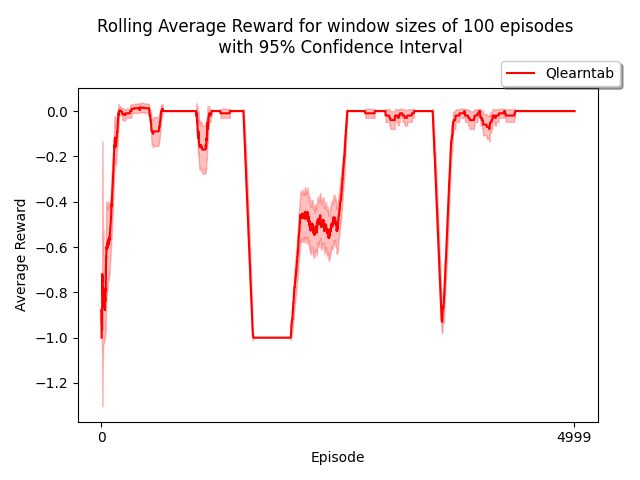 Rolling Average Reward for window sizes of 100 episodes
with 95% Confidence Interval
Qlearntab
0.0
−0.2
−0.4
−0.6
−0.8
−1.0
−1.2
Average Reward
0
4999
Episode